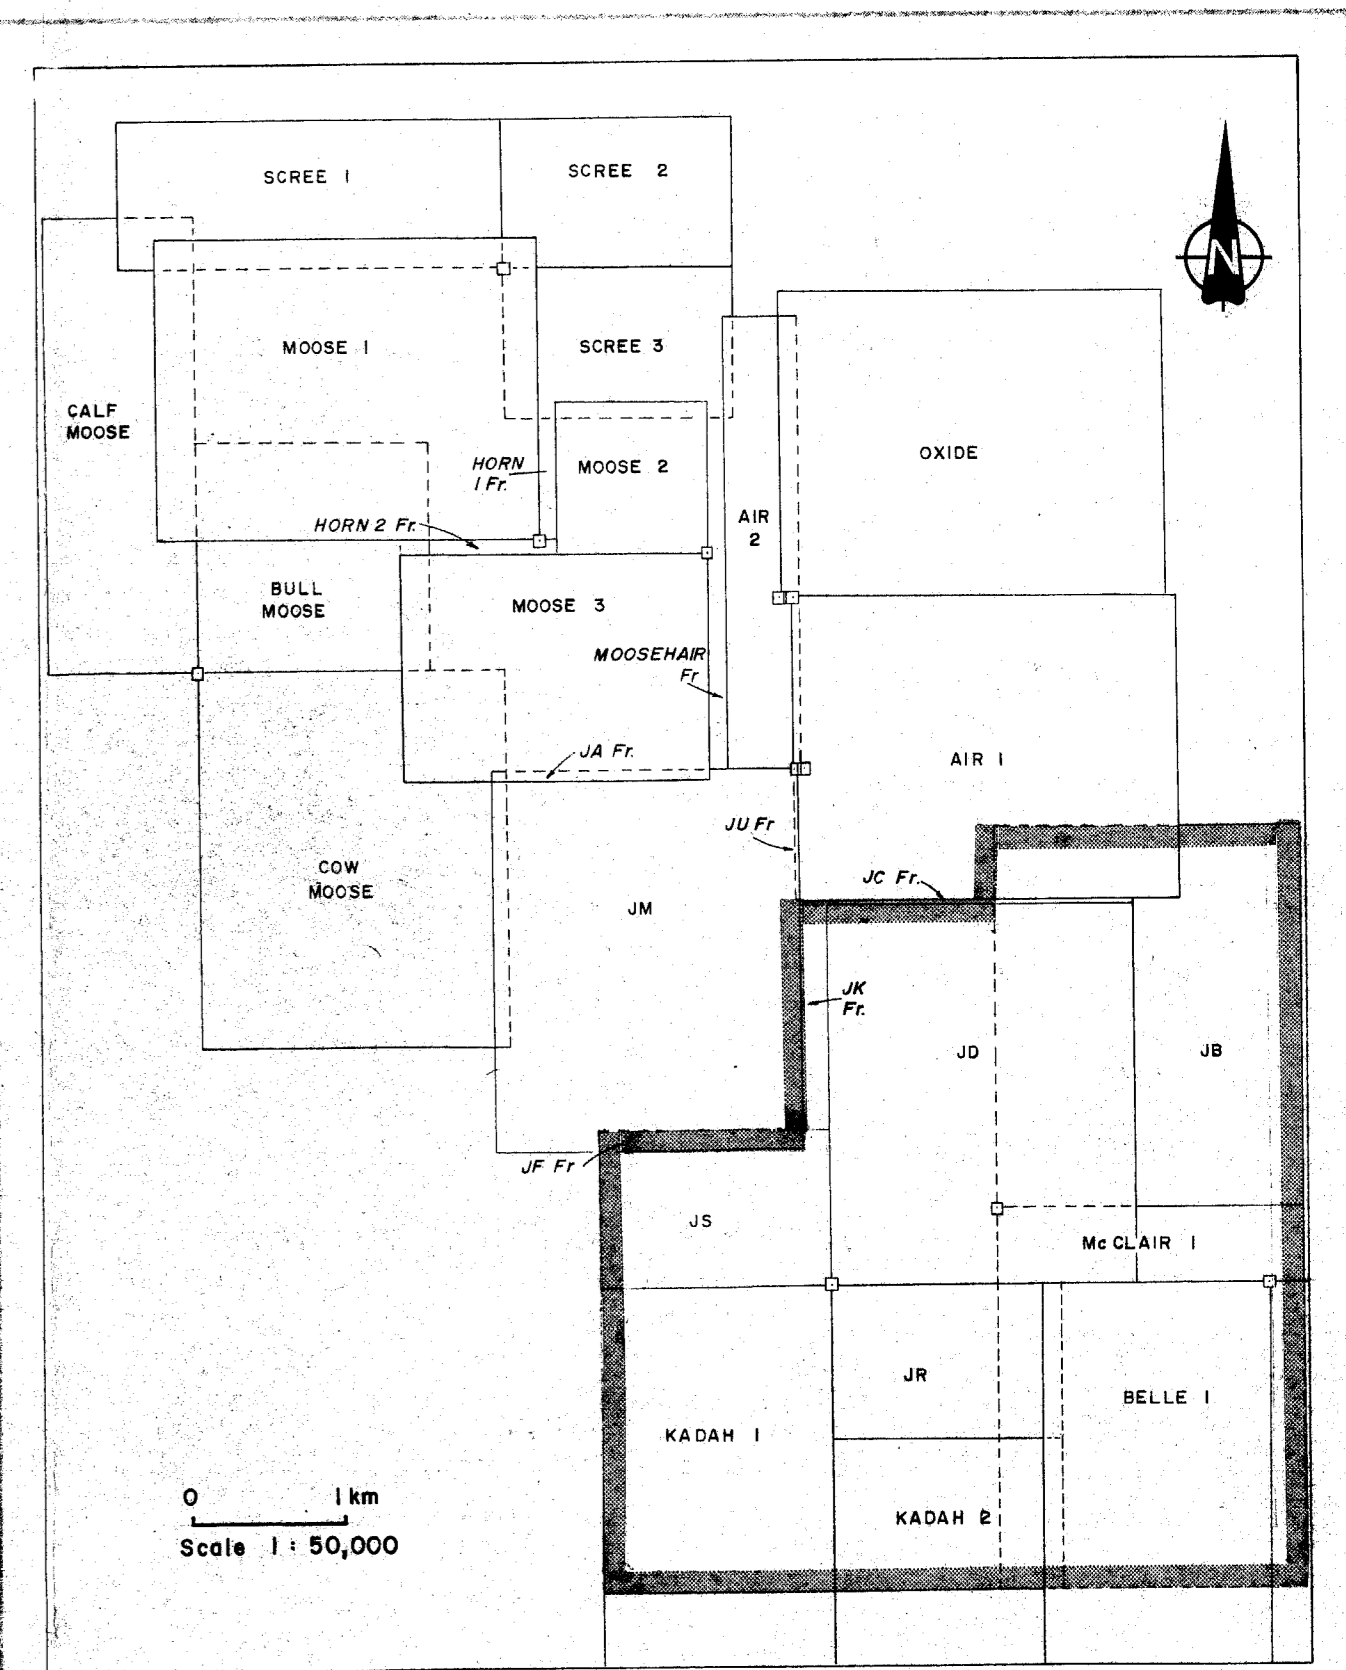 SCREE 1
SCREE 2
N
MOOSE 1
SCREE 3
CALF
MOOSE
OXIDE
HORN
1 Fr.
MOOSE 2
HORN 2 Fr.
AIR
2
BULL
MOOSE
MOOSE 3
MOOSEHAIR
Fr
JA Fr.
AIR 1
JU Fr
COW
MOOSE
JC Fr.
JM
JK
Fr.
JD
JB
JF Fr
JS
Mc CLAIR 1
JR
BELLE 1
KADAH 1
KADAH 2
0 1 km
Scale 1 : 50,000